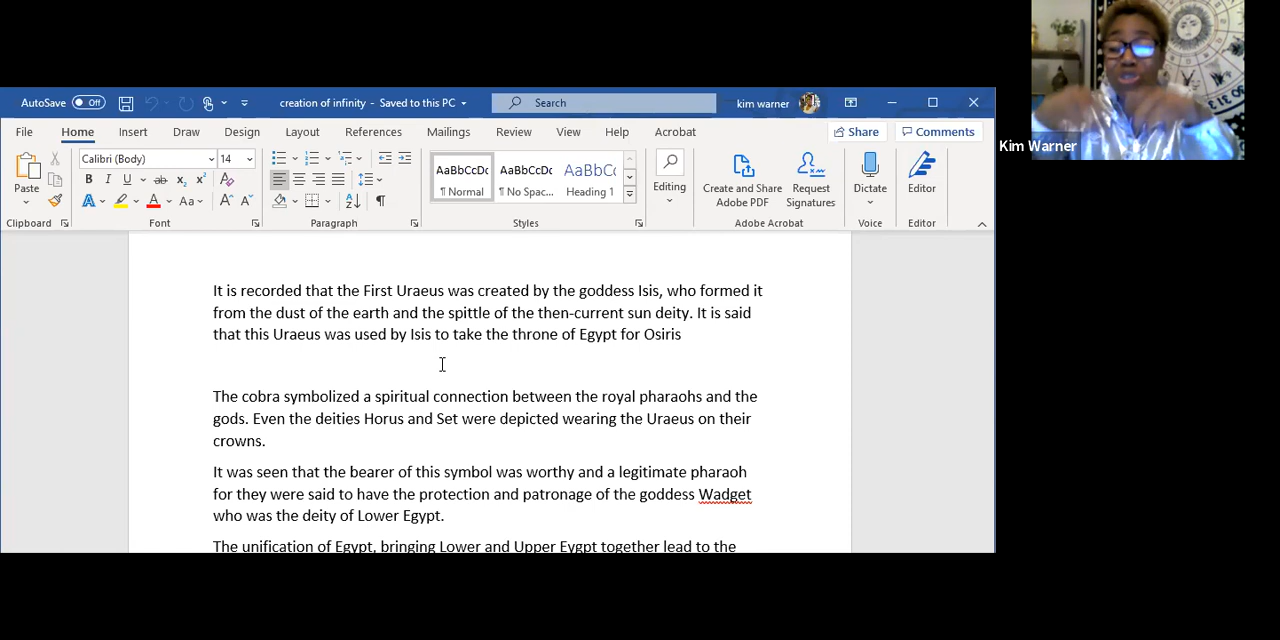 AutoSave Off creation of infinity - Saved to this PC Search kim warner
File Home Insert Draw Design Layout References Mailings Review View Help Acrobat Share Comments
Calibri (Body) 14 AaBbCcDc AaBbCcDc AaBbCc
Paste B I U ab x₂ x² ¶ Normal ¶ No Spac... Heading 1 Editing Create and Share Adobe PDF Request Signatures Dictate Editor
A A Aa A A
Clipboard Font Paragraph Styles Adobe Acrobat Voice Editor
Kim Warner
It is recorded that the First Uraeus was created by the goddess Isis, who formed it
from the dust of the earth and the spittle of the then-current sun deity. It is said
that this Uraeus was used by Isis to take the throne of Egypt for Osiris
The cobra symbolized a spiritual connection between the royal pharaohs and the
gods. Even the deities Horus and Set were depicted wearing the Uraeus on their
crowns.
It was seen that the bearer of this symbol was worthy and a legitimate pharaoh
for they were said to have the protection and patronage of the goddess Wadget
who was the deity of Lower Egypt.
The unification of Egypt, bringing Lower and Upper Eygpt together lead to the